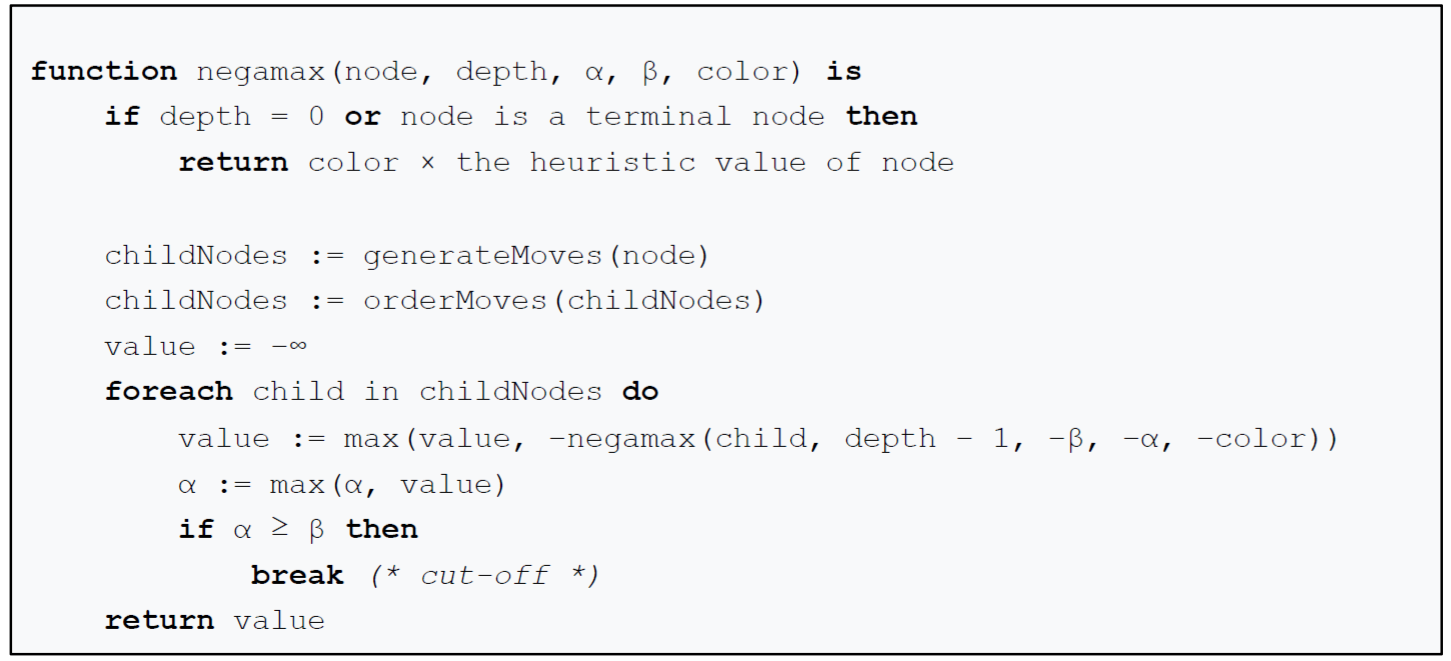 function negamax(node, depth, α, β, color) is
    if depth = 0 or node is a terminal node then
        return color × the heuristic value of node
    childNodes := generateMoves(node)
    childNodes := orderMoves(childNodes)
    value := −∞
    foreach child in childNodes do
        value := max(value, −negamax(child, depth − 1, −β, −α, −color))
        α := max(α, value)
        if α ≥ β then
            break (* cut-off *)
    return value